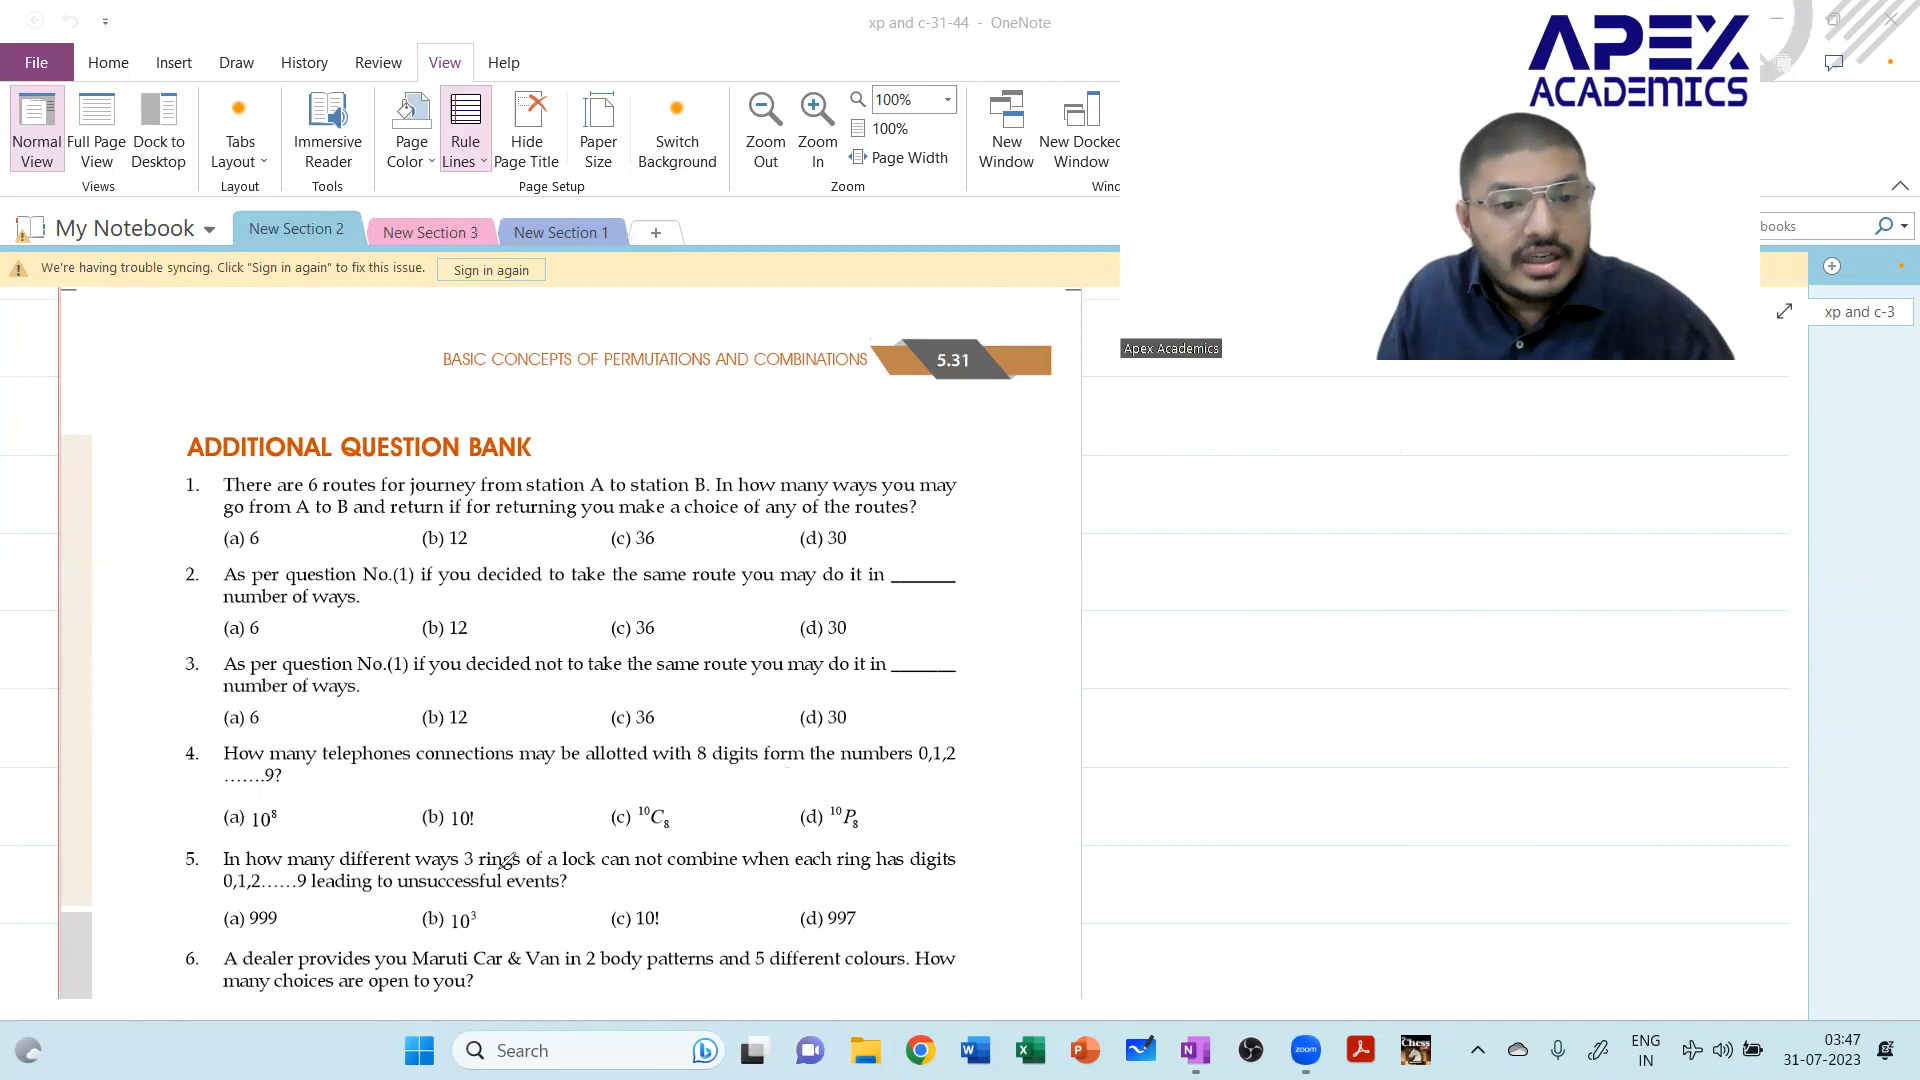 xp and c-31-44 - OneNote
APEX
ACADEMICS
File
Home
Insert
Draw
History
Review
View
Help
100%
100%
Page Width
Normal View
Full Page View
Dock to Desktop
Tabs Layout
Immersive Reader
Page Color
Rule Lines
Hide Page Title
Paper Size
Switch Background
Zoom Out
Zoom In
New Window
New Docked Window
Views
Layout
Tools
Page Setup
Zoom
Wind
My Notebook
New Section 2
New Section 3
New Section 1
books
We're having trouble syncing. Click "Sign in again" to fix this issue.
Sign in again
xp and c-3
Apex Academics
BASIC CONCEPTS OF PERMUTATIONS AND COMBINATIONS 5.31
ADDITIONAL QUESTION BANK
1. There are 6 routes for journey from station A to station B. In how many ways you may
go from A to B and return if for returning you make a choice of any of the routes?
(a) 6 (b) 12 (c) 36 (d) 30
2. As per question No.(1) if you decided to take the same route you may do it in _______
number of ways.
(a) 6 (b) 12 (c) 36 (d) 30
3. As per question No.(1) if you decided not to take the same route you may do it in _______
number of ways.
(a) 6 (b) 12 (c) 36 (d) 30
4. How many telephones connections may be allotted with 8 digits form the numbers 0,1,2
.......9?
(a) 10⁸ (b) 10! (c) ¹⁰C₈ (d) ¹⁰P₈
5. In how many different ways 3 rings of a lock can not combine when each ring has digits
0,1,2......9 leading to unsuccessful events?
(a) 999 (b) 10³ (c) 10! (d) 997
6. A dealer provides you Maruti Car & Van in 2 body patterns and 5 different colours. How
many choices are open to you?
Search
zoom
Chess
ENG
IN
03:47
31-07-2023